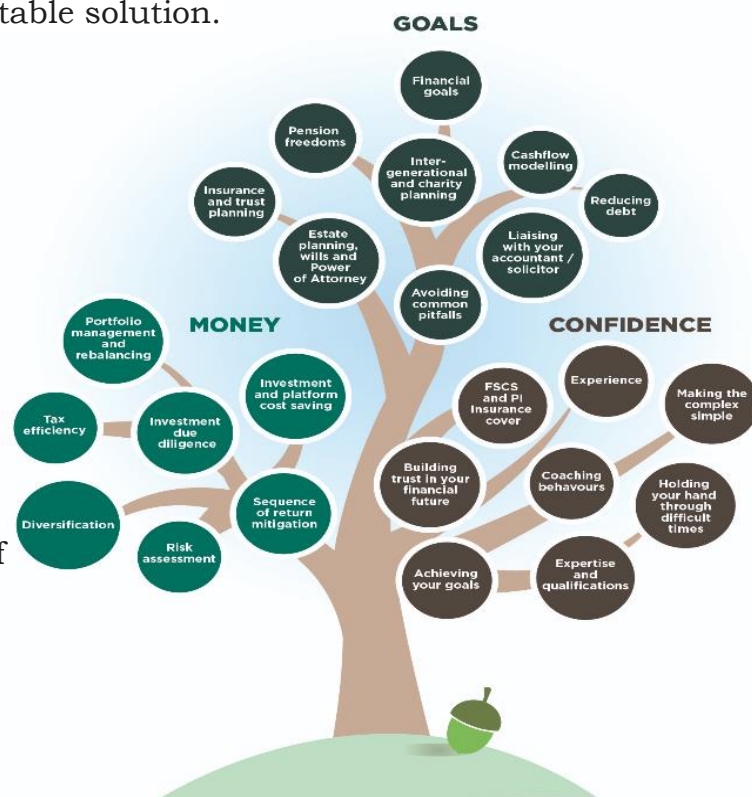 table solution.
GOALS
Financial
goals
Pension
freedoms
Inter-
generational
and charity
planning
Cashflow
modelling
Insurance
and trust
planning
Reducing
debt
Estate
planning,
wills and
Power
of Attorney
Liaising
with your
accountant /
solicitor
Avoiding
common
pitfalls
MONEY
Portfolio
management
and
rebalancing
Investment
and platform
cost saving
Tax
efficiency
Investment
due
diligence
Diversification
Sequence
of return
mitigation
Risk
assessment
f
CONFIDENCE
FSCS
and PI
Insurance
cover
Experience
Making the
complex
simple
Building
trust in your
financial
future
Coaching
behavours
Holding
your hand
through
difficult
times
Achieving
your goals
Expertise
and
qualifications